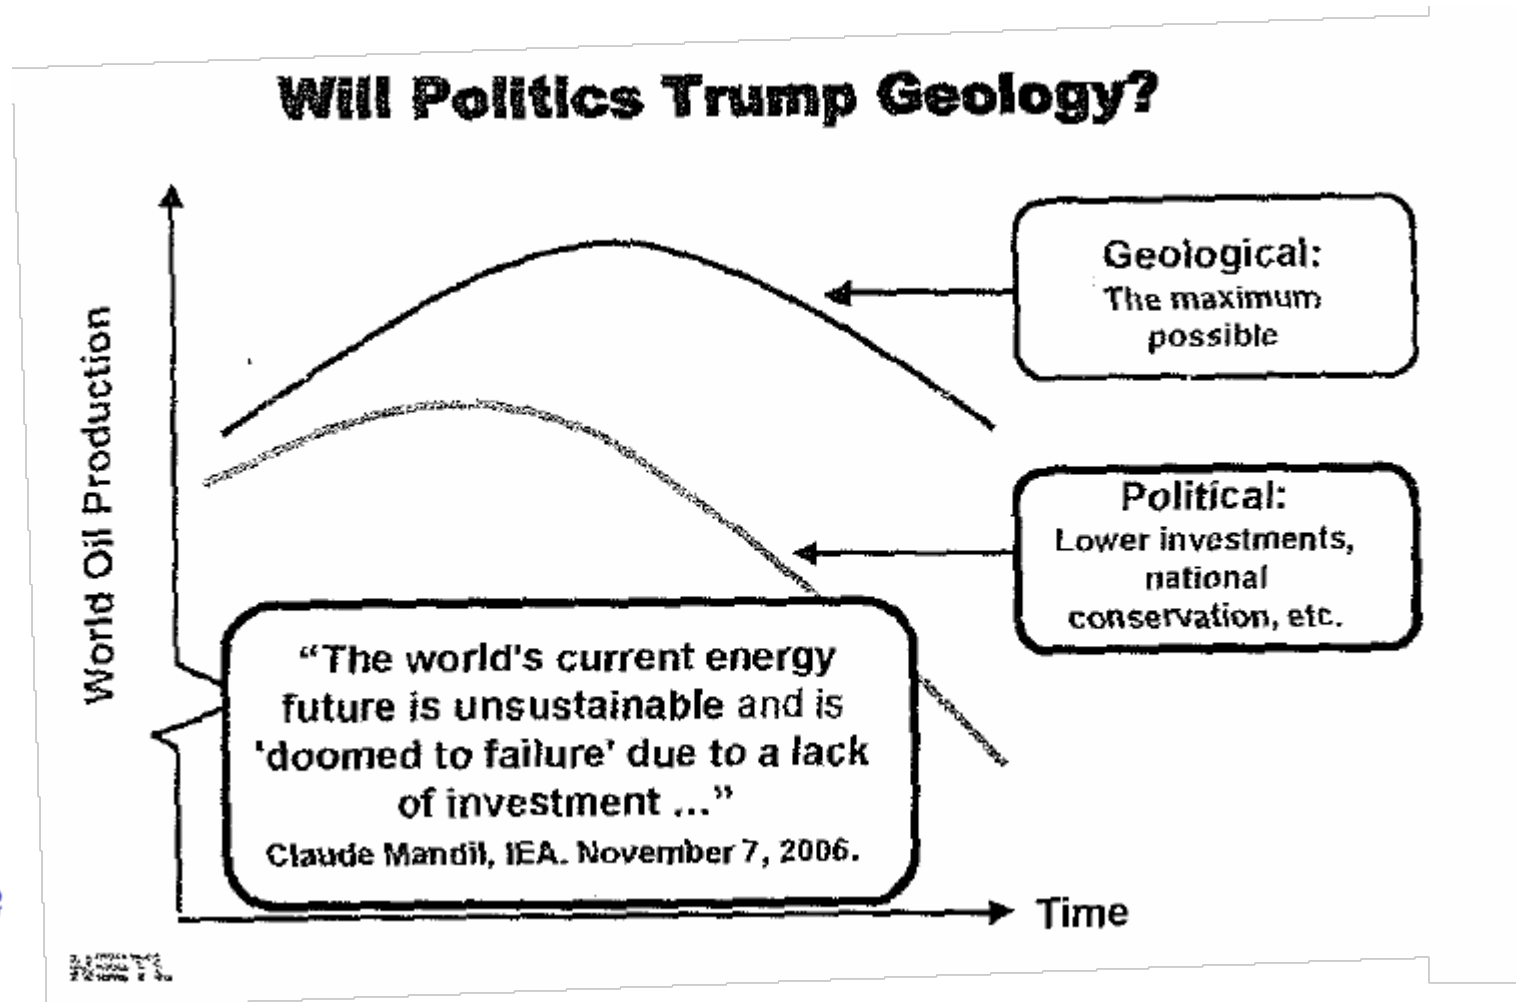 Will Politics Trump Geology?
World Oil Production
Geological:
The maximum
possible
Political:
Lower investments,
national
conservation, etc.
“The world's current energy
future is unsustainable and is
'doomed to failure' due to a lack
of investment ...”
Claude Mandil, IEA. November 7, 2006.
Time